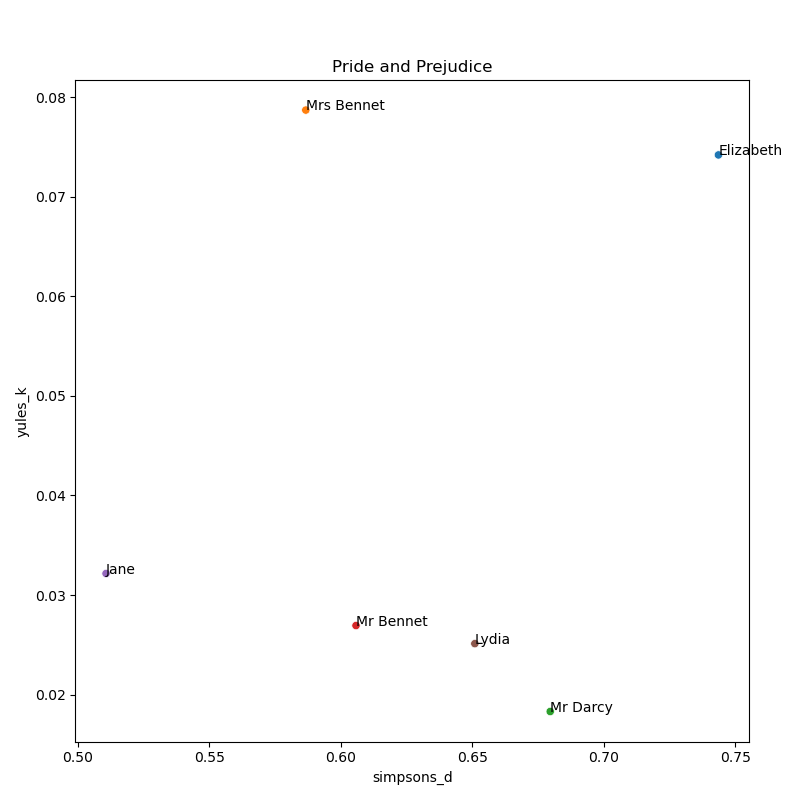 Pride and Prejudice
0.08
0.07
0.06
0.05
0.04
0.03
0.02
yules_k
Mrs Bennet
Elizabeth
Jane
Mr Bennet
Lydia
Mr Darcy
0.50 0.55 0.60 0.65 0.70 0.75
simpsons_d